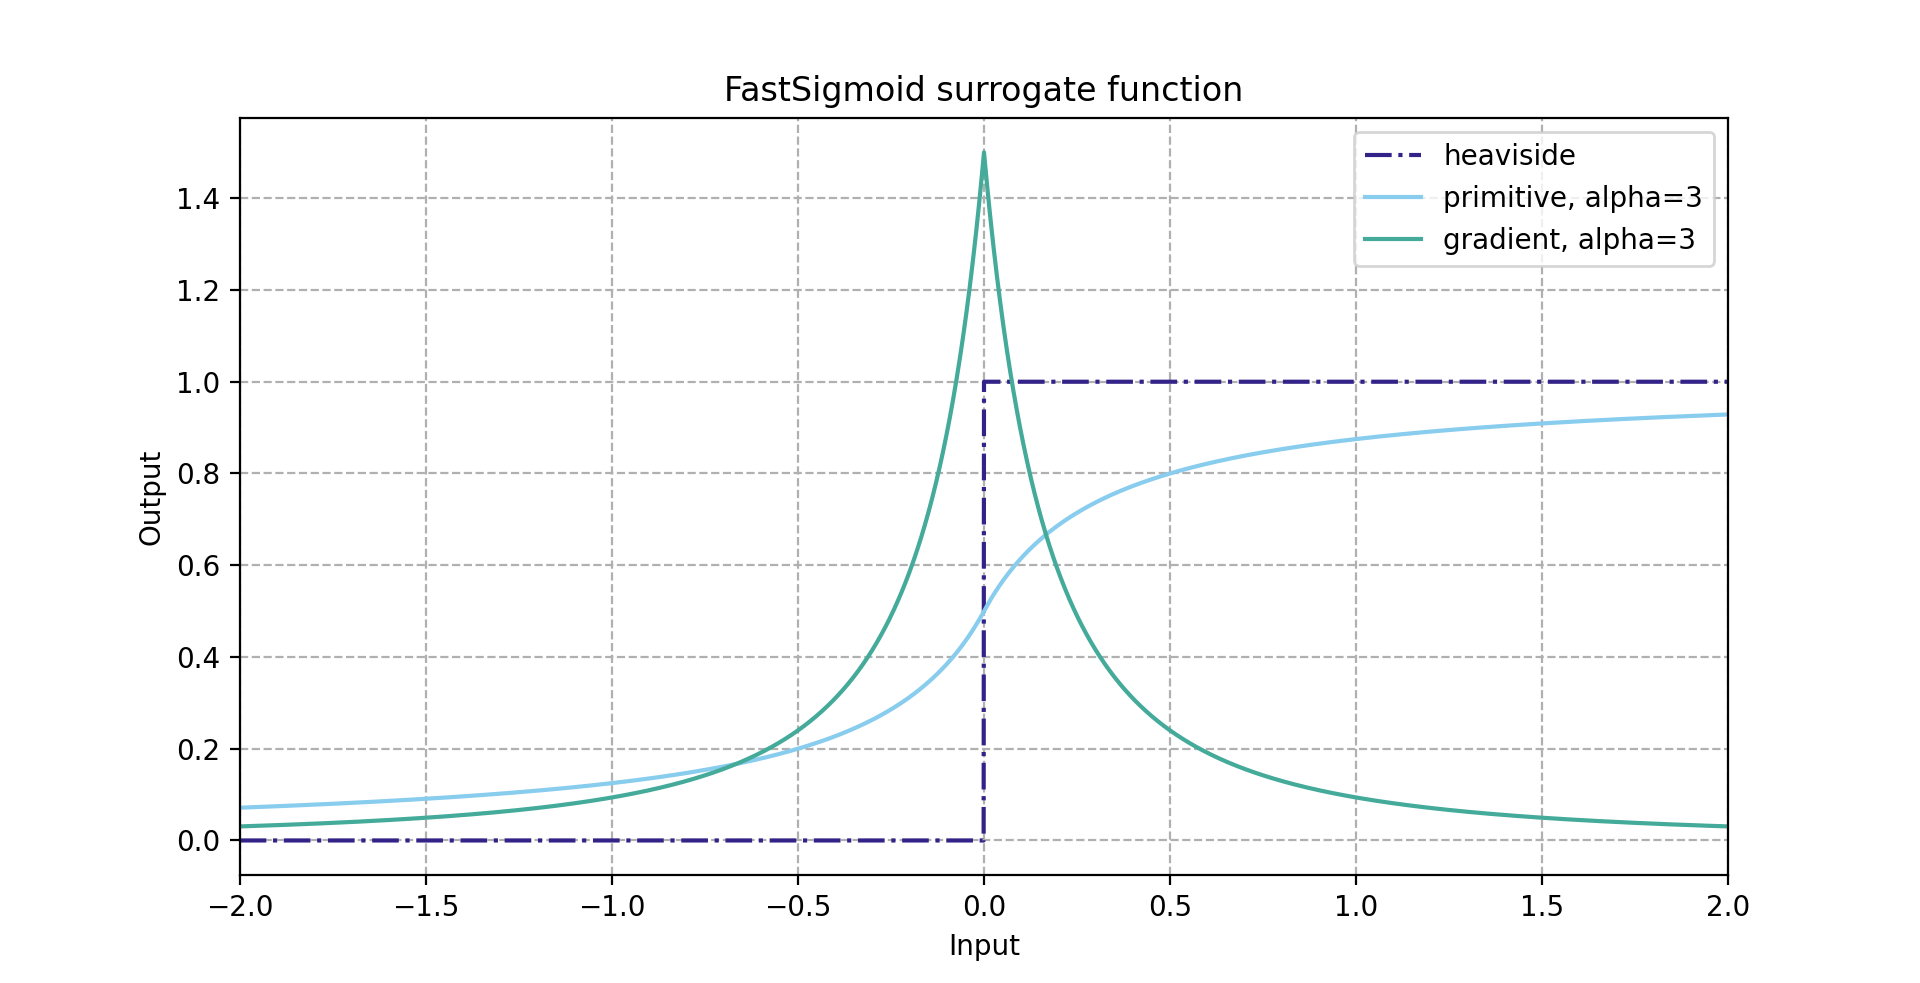 FastSigmoid surrogate function
heaviside
primitive, alpha=3
gradient, alpha=3
Output
1.4
1.2
1.0
0.8
0.6
0.4
0.2
0.0
−2.0 −1.5 −1.0 −0.5 0.0 0.5 1.0 1.5 2.0
Input